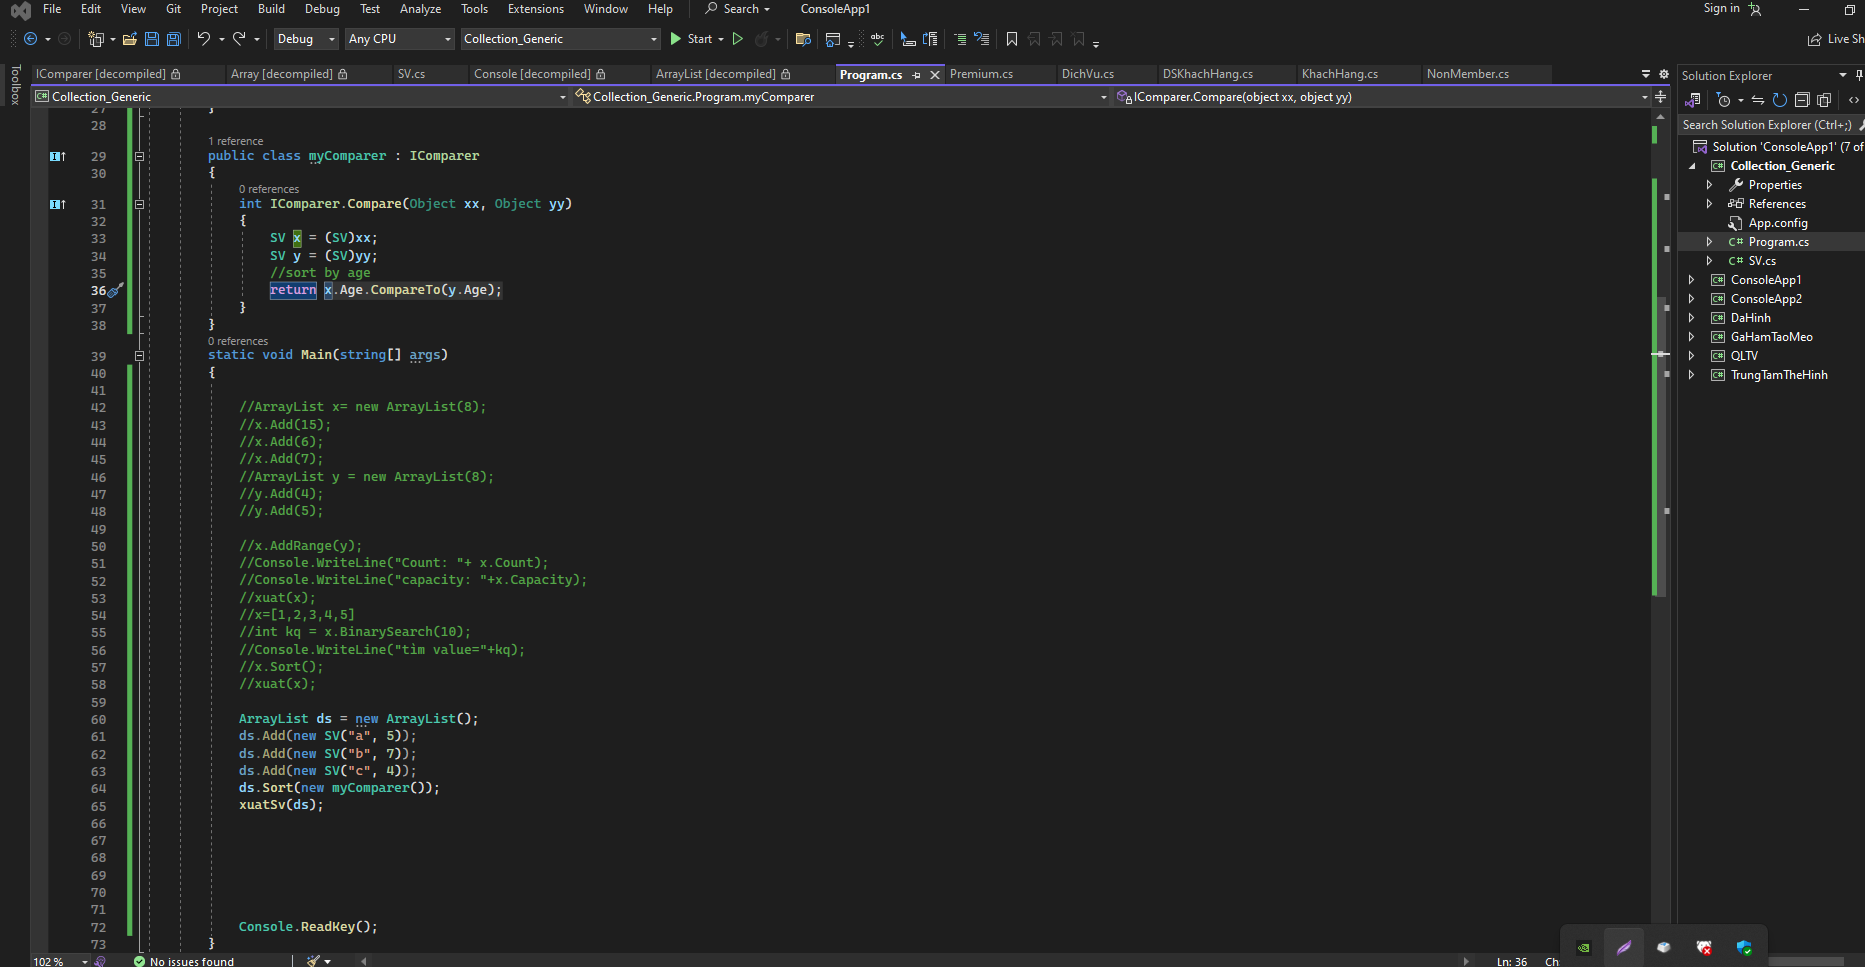 File Edit View Git Project Build Debug Test Analyze Tools Extensions Window Help Search ConsoleApp1 Sign in
Debug Any CPU Collection_Generic Start Live Sh
Toolbox
IComparer [decompiled] Array [decompiled] SV.cs Console [decompiled] ArrayList [decompiled] Program.cs Premium.cs DichVu.cs DSKhachHang.cs KhachHang.cs NonMember.cs
Collection_Generic Collection_Generic.Program.myComparer IComparer.Compare(object xx, object yy)
27 }
28
1 reference
29 public class myComparer : IComparer
30 {
0 references
31 int IComparer.Compare(Object xx, Object yy)
32 {
33 SV x = (SV)xx;
34 SV y = (SV)yy;
35 //sort by age
36 return x.Age.CompareTo(y.Age);
37 }
38 }
0 references
39 static void Main(string[] args)
40 {
41
42 //ArrayList x= new ArrayList(8);
43 //x.Add(15);
44 //x.Add(6);
45 //x.Add(7);
46 //ArrayList y = new ArrayList(8);
47 //y.Add(4);
48 //y.Add(5);
49
50 //x.AddRange(y);
51 //Console.WriteLine("Count: "+ x.Count);
52 //Console.WriteLine("capacity: "+x.Capacity);
53 //xuat(x);
54 //x=[1,2,3,4,5]
55 //int kq = x.BinarySearch(10);
56 //Console.WriteLine("tìm value="+kq);
57 //x.Sort();
58 //xuat(x);
59
60 ArrayList ds = new ArrayList();
61 ds.Add(new SV("a", 5));
62 ds.Add(new SV("b", 7));
63 ds.Add(new SV("c", 4));
64 ds.Sort(new myComparer());
65 xuatSv(ds);
66
67
68
69
70
71
72 Console.ReadKey();
73 }
102 % No issues found Ln: 36 Ch
Solution Explorer
Search Solution Explorer (Ctrl+;)
Solution 'ConsoleApp1' (7 of
C# Collection_Generic
Properties
References
App.config
C# Program.cs
C# SV.cs
C# ConsoleApp1
C# ConsoleApp2
C# DaHinh
C# GaHamTaoMeo
C# QLTV
C# TrungTamTheHinh